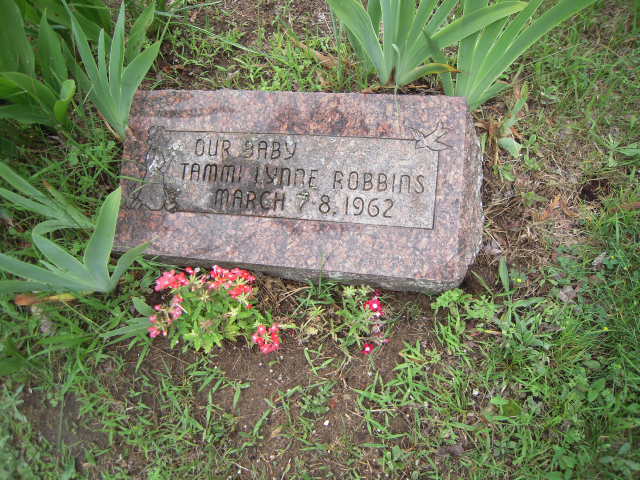 OUR BABY
TAMMI LYNNE ROBBINS
MARCH 7 8, 1962